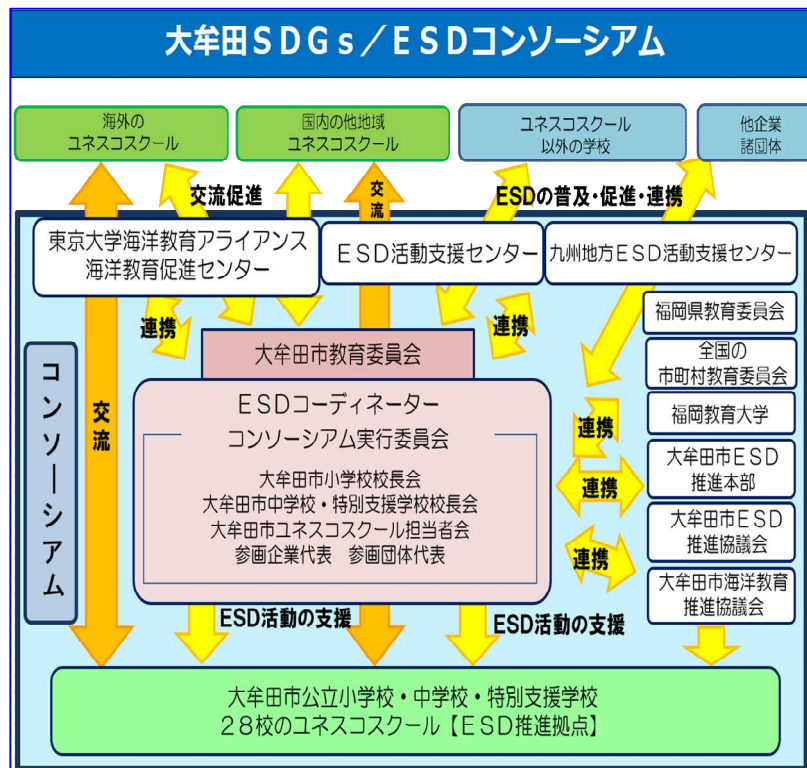 大牟田SDGs／ESDコンソーシアム
海外の
ユネスコスクール
国内の他地域
ユネスコスクール
ユネスコスクール
以外の学校
他企業
諸団体
交流促進
交流
ESDの普及・促進・連携
東京大学海洋教育アライアンス
海洋教育促進センター
ESD活動支援センター
九州地方ESD活動支援センター
連携
連携
福岡県教育委員会
全国の
市町村教育委員会
福岡教育大学
大牟田市ESD
推進本部
大牟田市ESD
推進協議会
大牟田市海洋教育
推進協議会
コンソーシアム
交流
大牟田市教育委員会
ESDコーディネーター
コンソーシアム実行委員会
大牟田市小学校校長会
大牟田市中学校・特別支援学校校長会
大牟田市ユネスコスクール担当者会
参画企業代表　参画団体代表
連携
連携
連携
ESD活動の支援
ESD活動の支援
大牟田市公立小学校・中学校・特別支援学校
28校のユネスコスクール【ESD推進拠点】